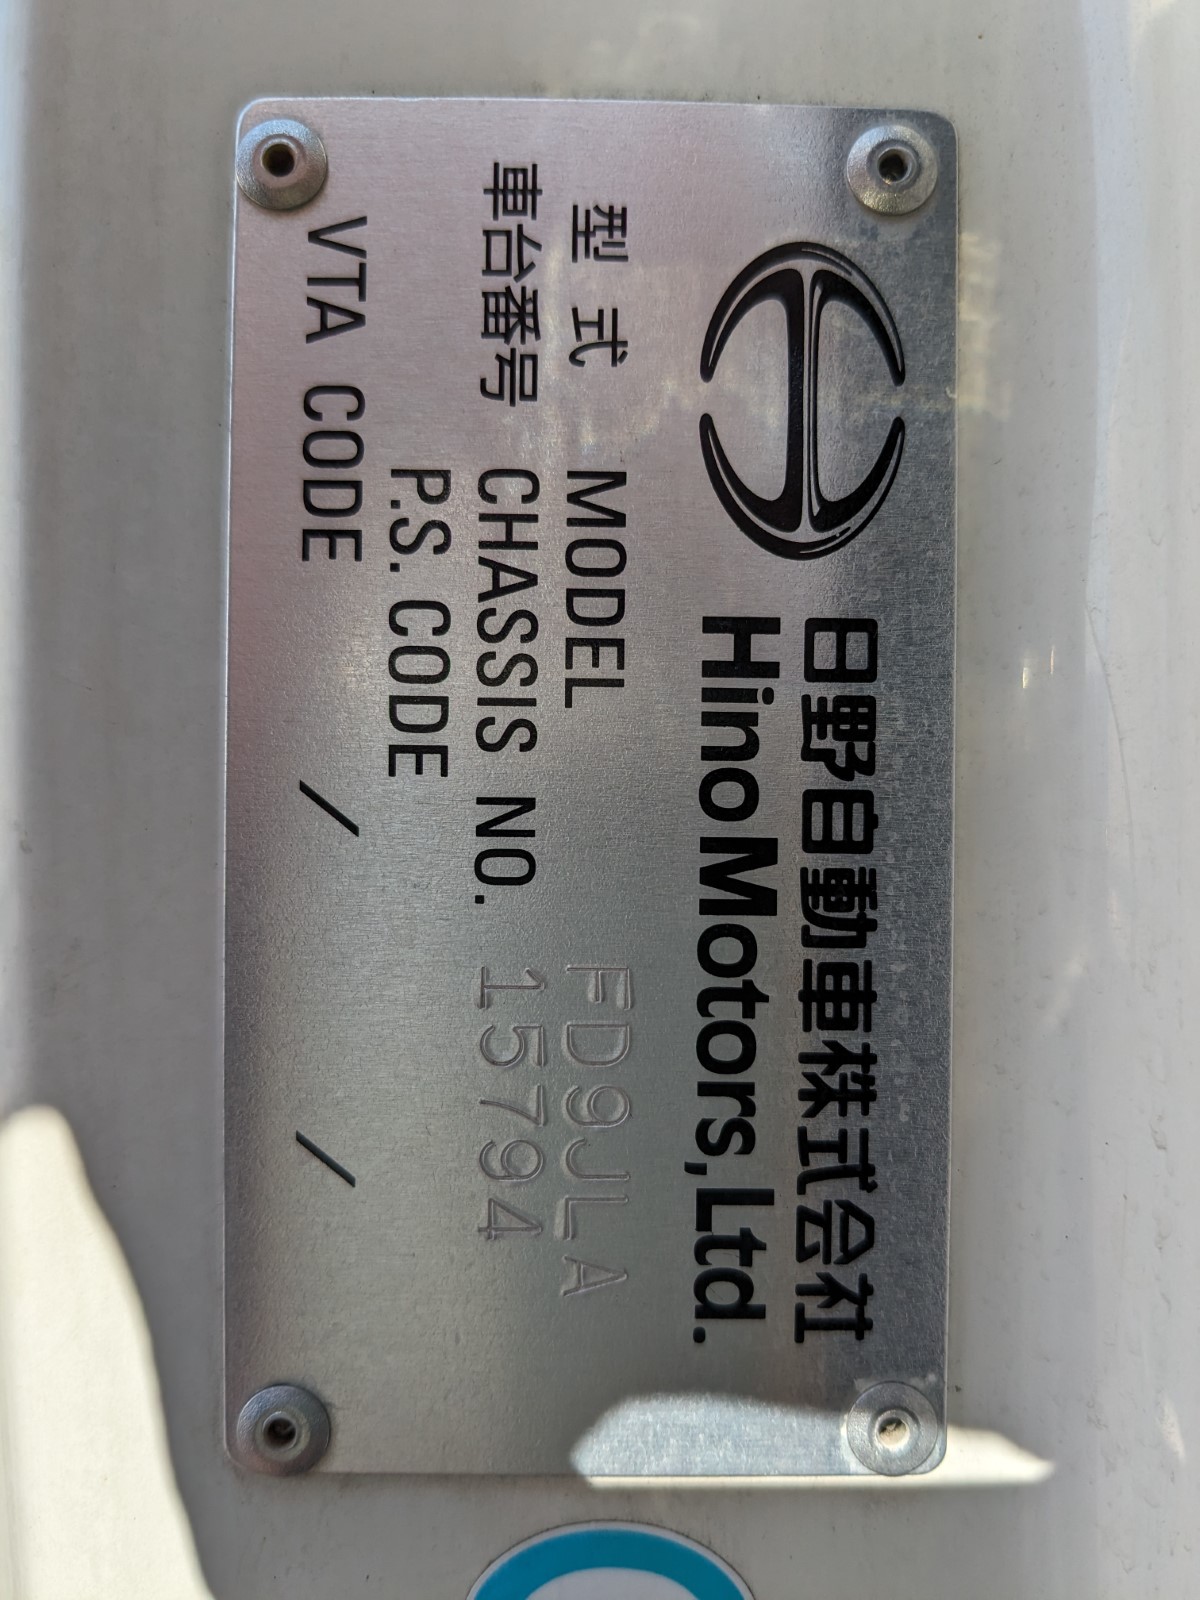 日野自動車株式会社
Hino Motors, Ltd.
型式 MODEL FD9JLA
車台番号 CHASSIS NO. 15794
P.S. CODE
VTA CODE / /